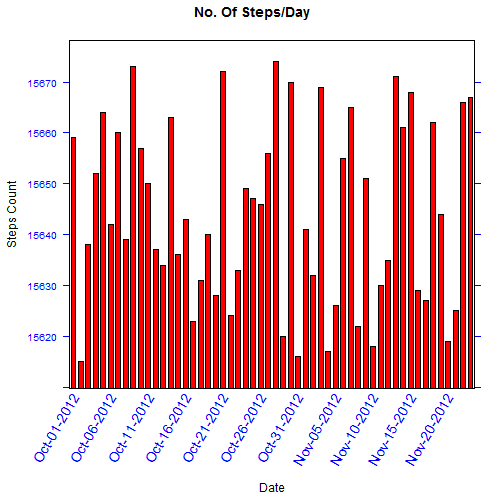 No. Of Steps/Day
Steps Count
15670
15660
15650
15640
15630
15620
Oct-01-2012
Oct-06-2012
Oct-11-2012
Oct-16-2012
Oct-21-2012
Oct-26-2012
Oct-31-2012
Nov-05-2012
Nov-10-2012
Nov-15-2012
Nov-20-2012
Date